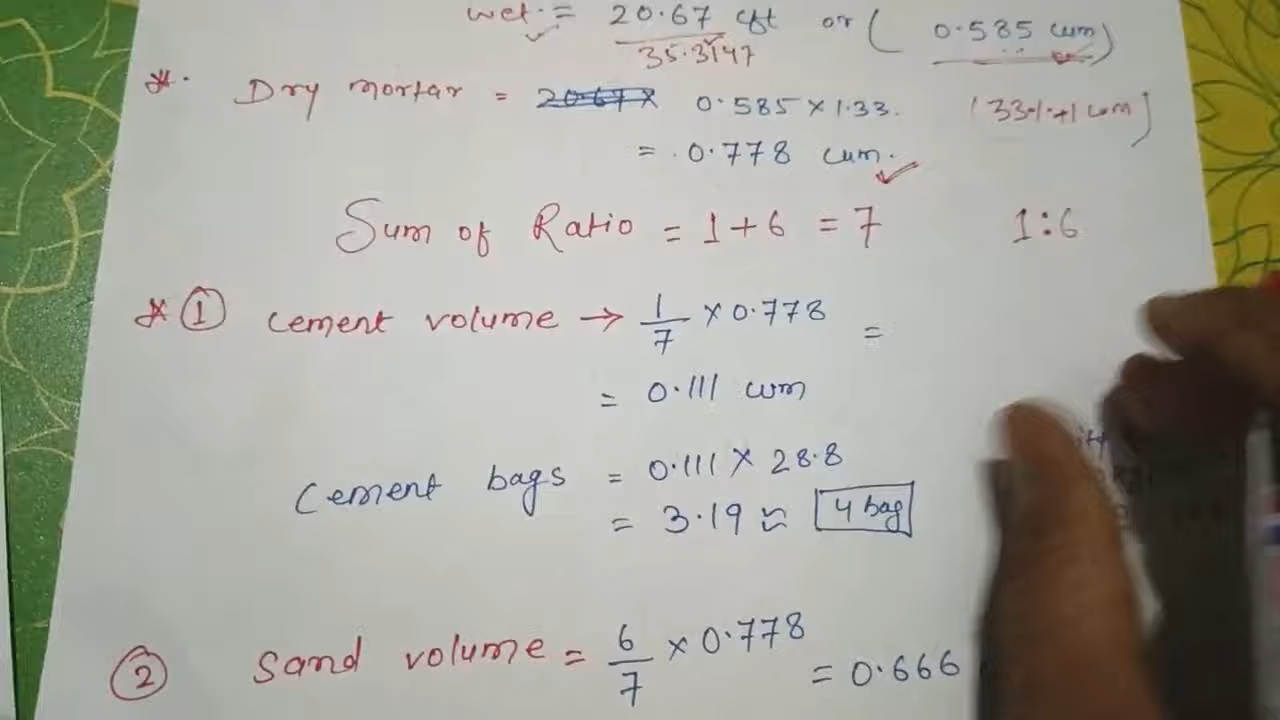 wet = 20.67 cft or ( 0.585 cum)
35.3147
*. Dry mortar = 20.67 x 0.585 x 1.33. (33%+1 cum]
= 0.778 cum.
Sum of Ratio = 1+6 = 7 1:6
* ① cement volume → 1/7 x 0.778 =
= 0.111 cum
Cement bags = 0.111 x 28.8
= 3.19 ≈ 4 bag
② Sand volume = 6/7 x 0.778 = 0.666